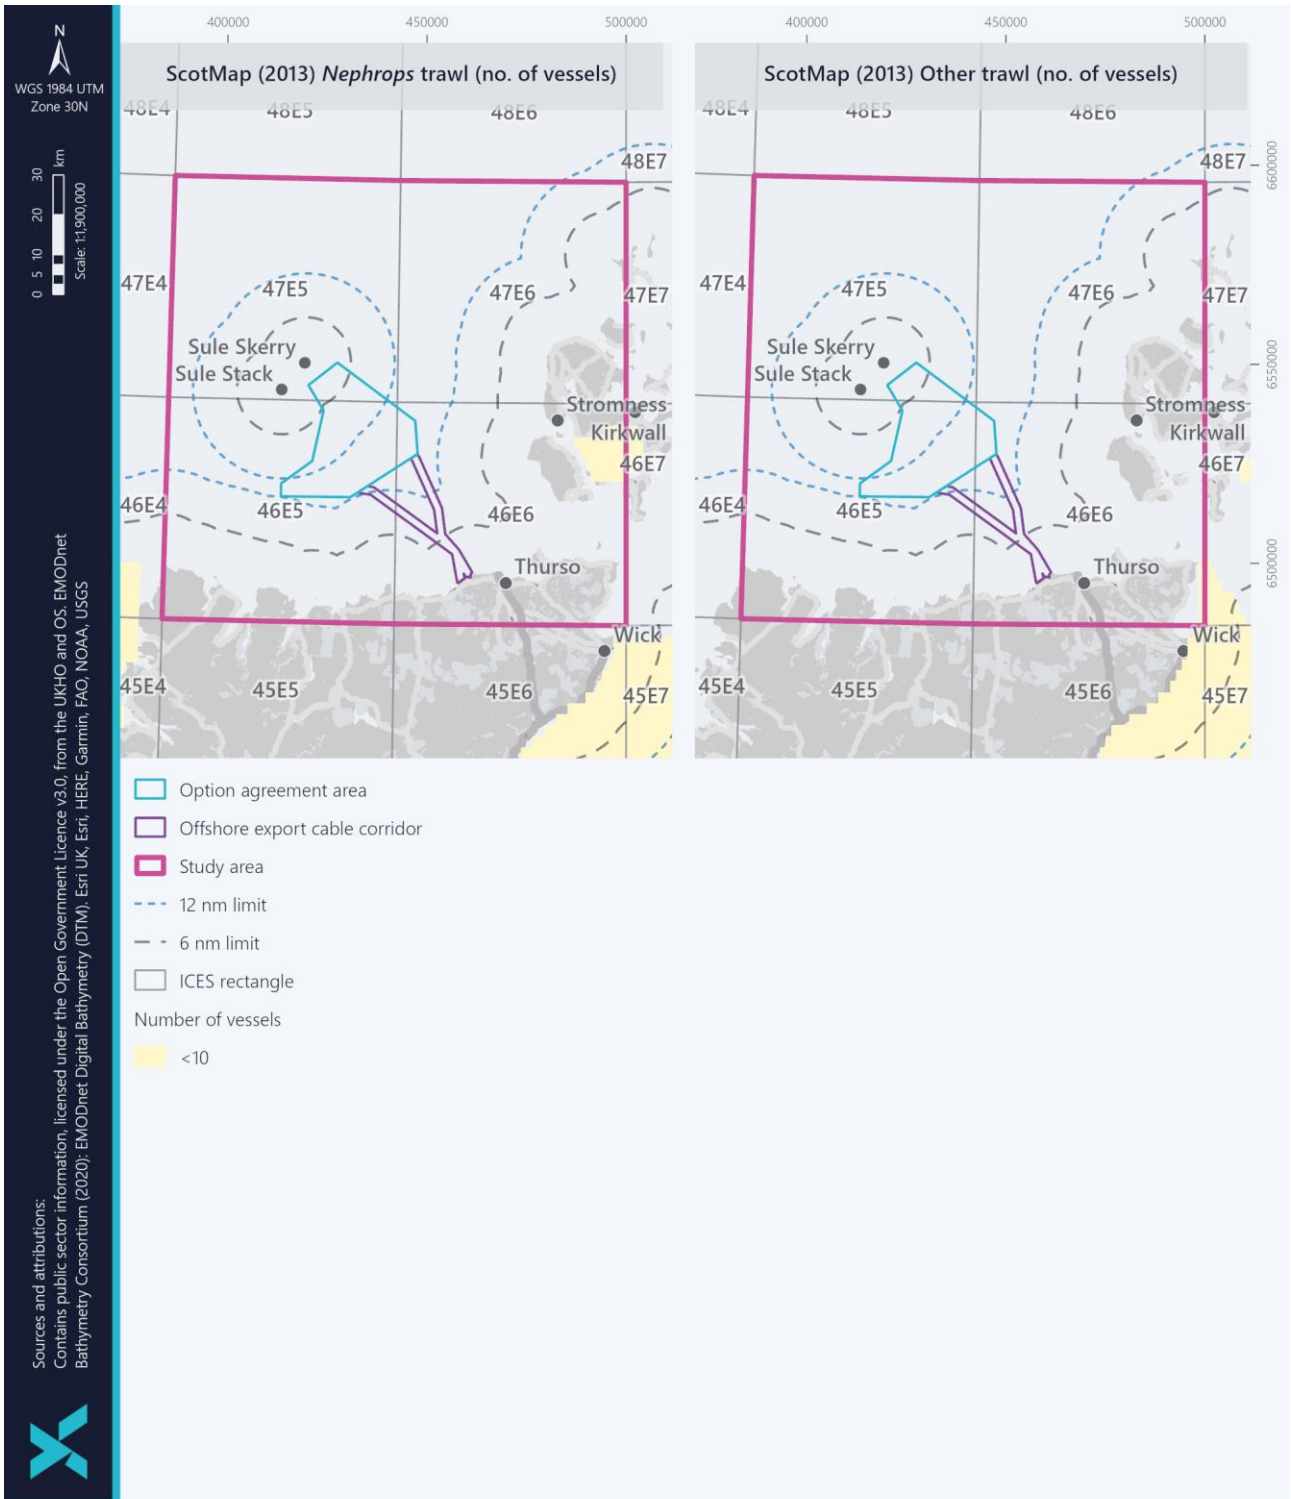 N
WGS 1984 UTM
Zone 30N
0 5 10 20 30 km
Scale: 1:1,900,000
Sources and attributions:
Contains public sector information, licensed under the Open Government Licence v3.0, from the UKHO and OS. EMODnet
Bathymetry Consortium (2020): EMODnet Digital Bathymetry (DTM). Esri UK, Esri, HERE, Garmin, FAO, NOAA, USGS
400000 450000 500000
ScotMap (2013) Nephrops trawl (no. of vessels)
48E4 48E5 48E6
48E7
47E4 47E5 47E6 47E7
Sule Skerry
Sule Stack
Stromness
Kirkwall
46E7
46E4 46E5 46E6
Thurso
Wick
45E4 45E5 45E6 45E7
400000 450000 500000
ScotMap (2013) Other trawl (no. of vessels)
48E4 48E5 48E6
48E7
47E4 47E5 47E6 47E7
Sule Skerry
Sule Stack
Stromness
Kirkwall
46E7
46E4 46E5 46E6
Thurso
Wick
45E4 45E5 45E6 45E7
6600000
6550000
6500000
Option agreement area
Offshore export cable corridor
Study area
12 nm limit
6 nm limit
ICES rectangle
Number of vessels
<10